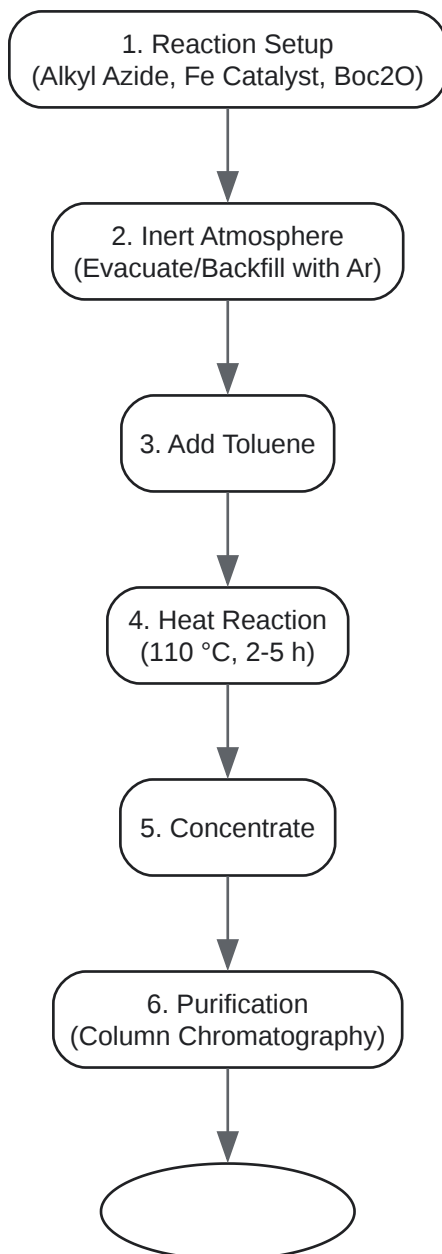 1. Reaction Setup
(Alkyl Azide, Fe Catalyst, Boc2O)
2. Inert Atmosphere
(Evacuate/Backfill with Ar)
3. Add Toluene
4. Heat Reaction
(110 °C, 2-5 h)
5. Concentrate
6. Purification
(Column Chromatography)